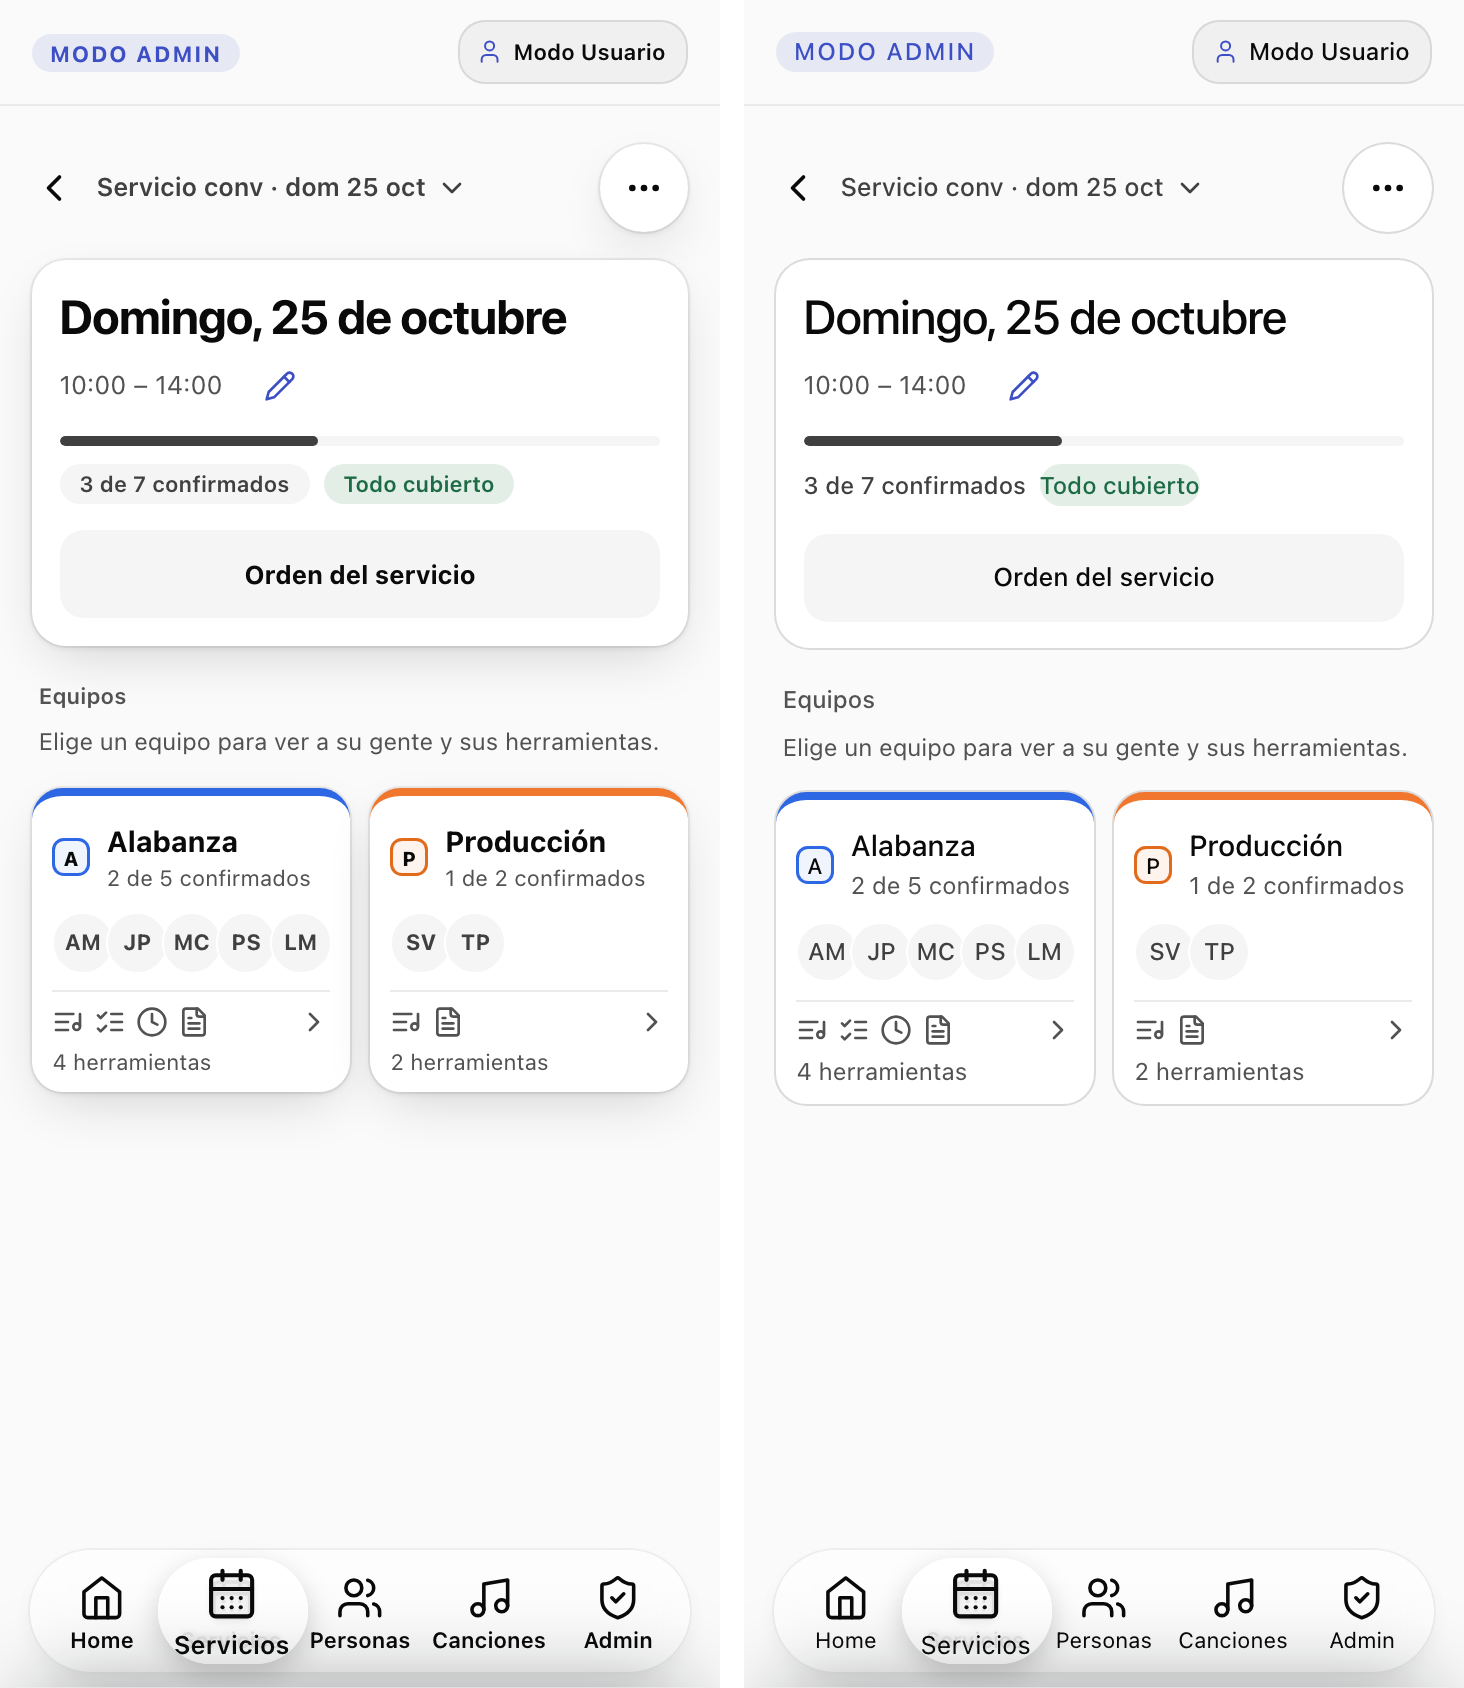 MODO ADMIN
Modo Usuario
Servicio conv · dom 25 oct
Domingo, 25 de octubre
10:00 – 14:00
3 de 7 confirmados
Todo cubierto
Orden del servicio
Equipos
Elige un equipo para ver a su gente y sus herramientas.
A
Alabanza
2 de 5 confirmados
AM JP MC PS LM
4 herramientas
P
Producción
1 de 2 confirmados
SV TP
2 herramientas
Home
Servicios
Personas
Canciones
Admin
MODO ADMIN
Modo Usuario
Servicio conv · dom 25 oct
Domingo, 25 de octubre
10:00 – 14:00
3 de 7 confirmados
Todo cubierto
Orden del servicio
Equipos
Elige un equipo para ver a su gente y sus herramientas.
A
Alabanza
2 de 5 confirmados
AM JP MC PS LM
4 herramientas
P
Producción
1 de 2 confirmados
SV TP
2 herramientas
Home
Servicios
Personas
Canciones
Admin